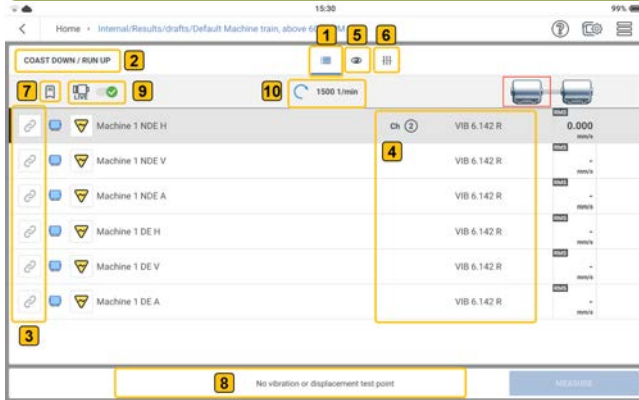 15:30
99%
Home • Internal/Results/drafts/Default Machine train, above 6
1
5
6
COAST DOWN / RUN UP
2
7
LIVE
9
10
1500 1/min
Machine 1 NDE H
Ch 2
VIB 6.142 R
RMS
0.000
mm/s
4
Machine 1 NDE V
VIB 6.142 R
RMS
-
mm/s
Machine 1 NDE A
VIB 6.142 R
RMS
-
mm/s
Machine 1 DE H
VIB 6.142 R
RMS
-
mm/s
Machine 1 DE V
VIB 6.142 R
RMS
-
mm/s
Machine 1 DE A
VIB 6.142 R
RMS
-
mm/s
3
8
No vibration or displacement test point
MEASURE